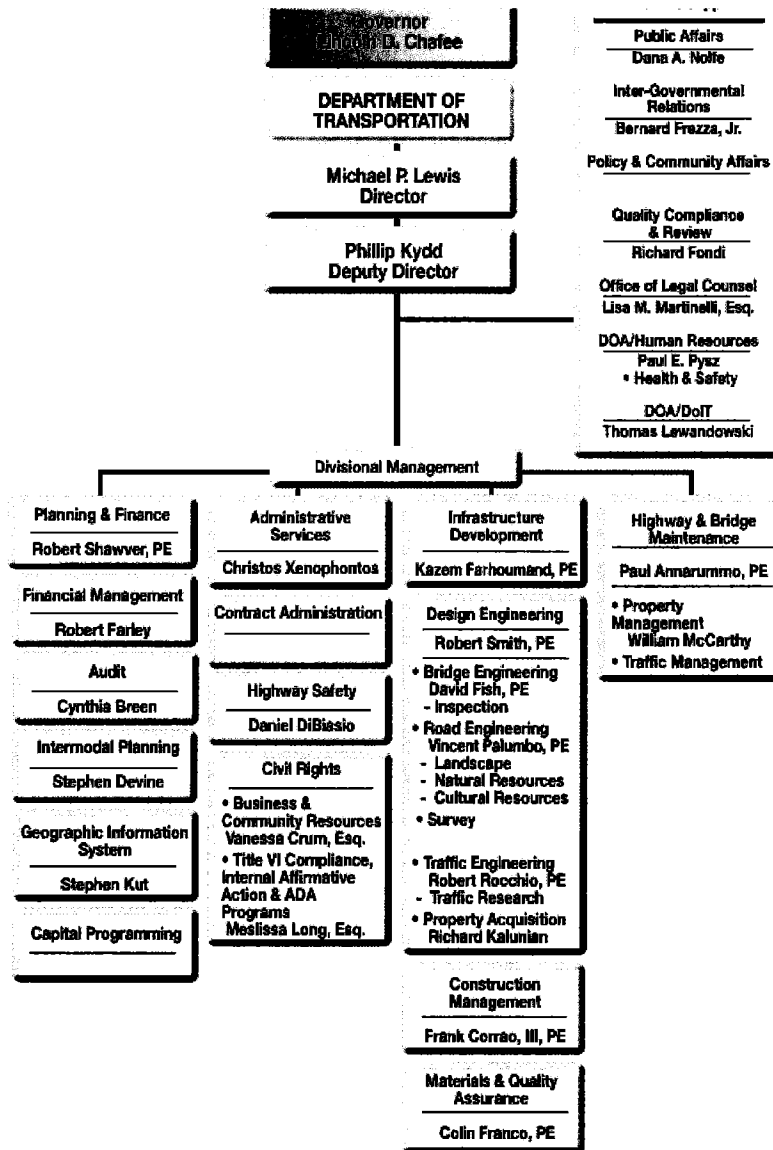 Governor
Lincoln D. Chafee
DEPARTMENT OF
TRANSPORTATION
Michael P. Lewis
Director
Phillip Kydd
Deputy Director
Public Affairs
Dana A. Nolfe
Inter-Governmental
Relations
Bernard Frezza, Jr.
Policy & Community Affairs
Quality Compliance
& Review
Richard Fondi
Office of Legal Counsel
Lisa M. Martinelli, Esq.
DOA/Human Resources
Paul E. Pysz
• Health & Safety
DOA/DoIT
Thomas Lewandowski
Divisional Management
Planning & Finance
Robert Shawver, PE
Financial Management
Robert Farley
Audit
Cynthia Breen
Intermodal Planning
Stephen Devine
Geographic Information
System
Stephen Kut
Capital Programming
Administrative
Services
Christos Xenophontos
Contract Administration
Highway Safety
Daniel DiBiasio
Civil Rights
• Business &
Community Resources
Vanessa Crum, Esq.
• Title VI Compliance,
Internal Affirmative
Action & ADA
Programs
Meslissa Long, Esq.
Infrastructure
Development
Kazem Farhoumand, PE
Design Engineering
Robert Smith, PE
• Bridge Engineering
David Fish, PE
- Inspection
• Road Engineering
Vincent Palumbo, PE
- Landscape
- Natural Resources
- Cultural Resources
• Survey
• Traffic Engineering
Robert Rocchio, PE
- Traffic Research
• Property Acquisition
Richard Kalunian
Construction
Management
Frank Corrao, III, PE
Materials & Quality
Assurance
Colin Franco, PE
Highway & Bridge
Maintenance
Paul Annarummo, PE
• Property
Management
William McCarthy
• Traffic Management